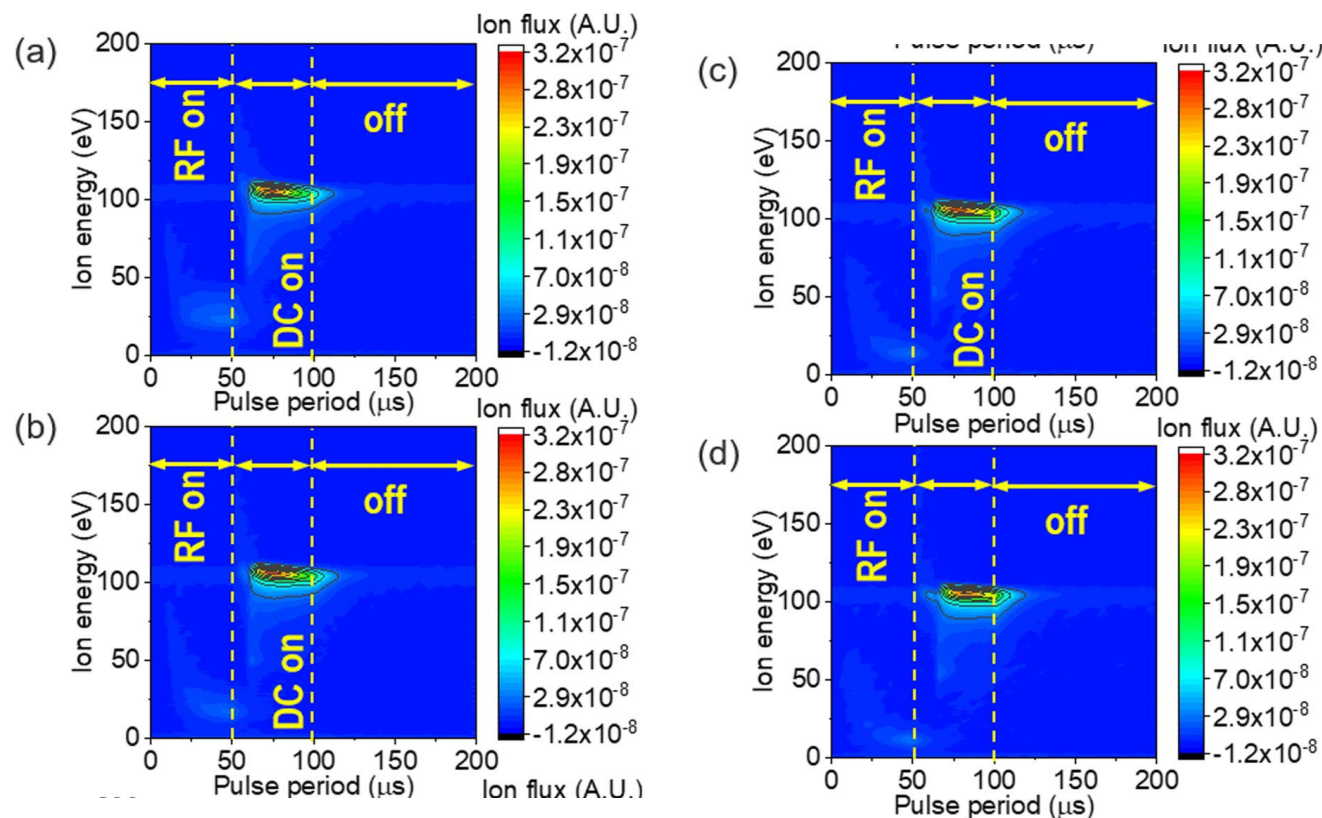 (a)
Ion flux (A.U.)
200
150
100
50
0
Ion energy (eV)
RF on
DC on
off
0 50 100 150 200
Pulse period (μs)
3.2x10⁻⁷
2.8x10⁻⁷
2.4x10⁻⁷
1.9x10⁻⁷
1.5x10⁻⁷
1.1x10⁻⁷
7.0x10⁻⁸
2.9x10⁻⁸
-1.2x10⁻⁸
(b)
Ion flux (A.U.)
200
150
100
50
0
Ion energy (eV)
RF on
DC on
off
0 50 100 150 200
Pulse period (μs)
3.2x10⁻⁷
2.8x10⁻⁷
2.4x10⁻⁷
1.9x10⁻⁷
1.5x10⁻⁷
1.1x10⁻⁷
7.0x10⁻⁸
2.9x10⁻⁸
-1.2x10⁻⁸
Ion flux (A.U.)
Pulse period (μs)
(c)
Ion flux (A.U.)
200
150
100
50
0
Ion energy (eV)
RF on
DC on
off
0 50 100 150 200
Pulse period (μs)
3.2x10⁻⁷
2.8x10⁻⁷
2.4x10⁻⁷
1.9x10⁻⁷
1.5x10⁻⁷
1.1x10⁻⁷
7.0x10⁻⁸
2.9x10⁻⁸
-1.2x10⁻⁸
(d)
Ion flux (A.U.)
200
150
100
50
0
Ion energy (eV)
RF on
DC on
off
0 50 100 150 200
Pulse period (μs)
3.2x10⁻⁷
2.8x10⁻⁷
2.3x10⁻⁷
1.9x10⁻⁷
1.5x10⁻⁷
1.1x10⁻⁷
7.0x10⁻⁸
2.9x10⁻⁸
-1.2x10⁻⁸